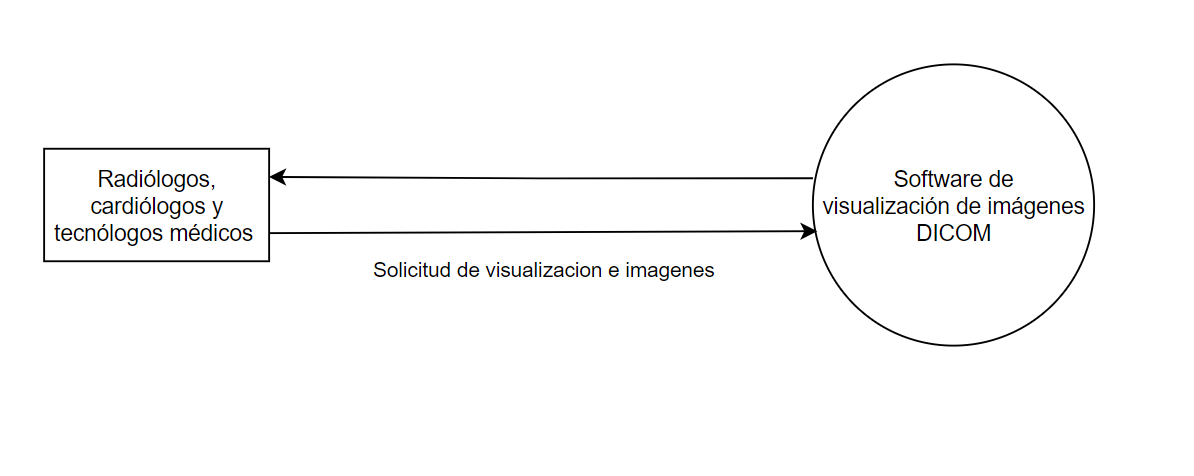 Radiólogos,
cardiólogos y
tecnólogos médicos
Solicitud de visualizacion e imagenes
Software de
visualización de imágenes
DICOM